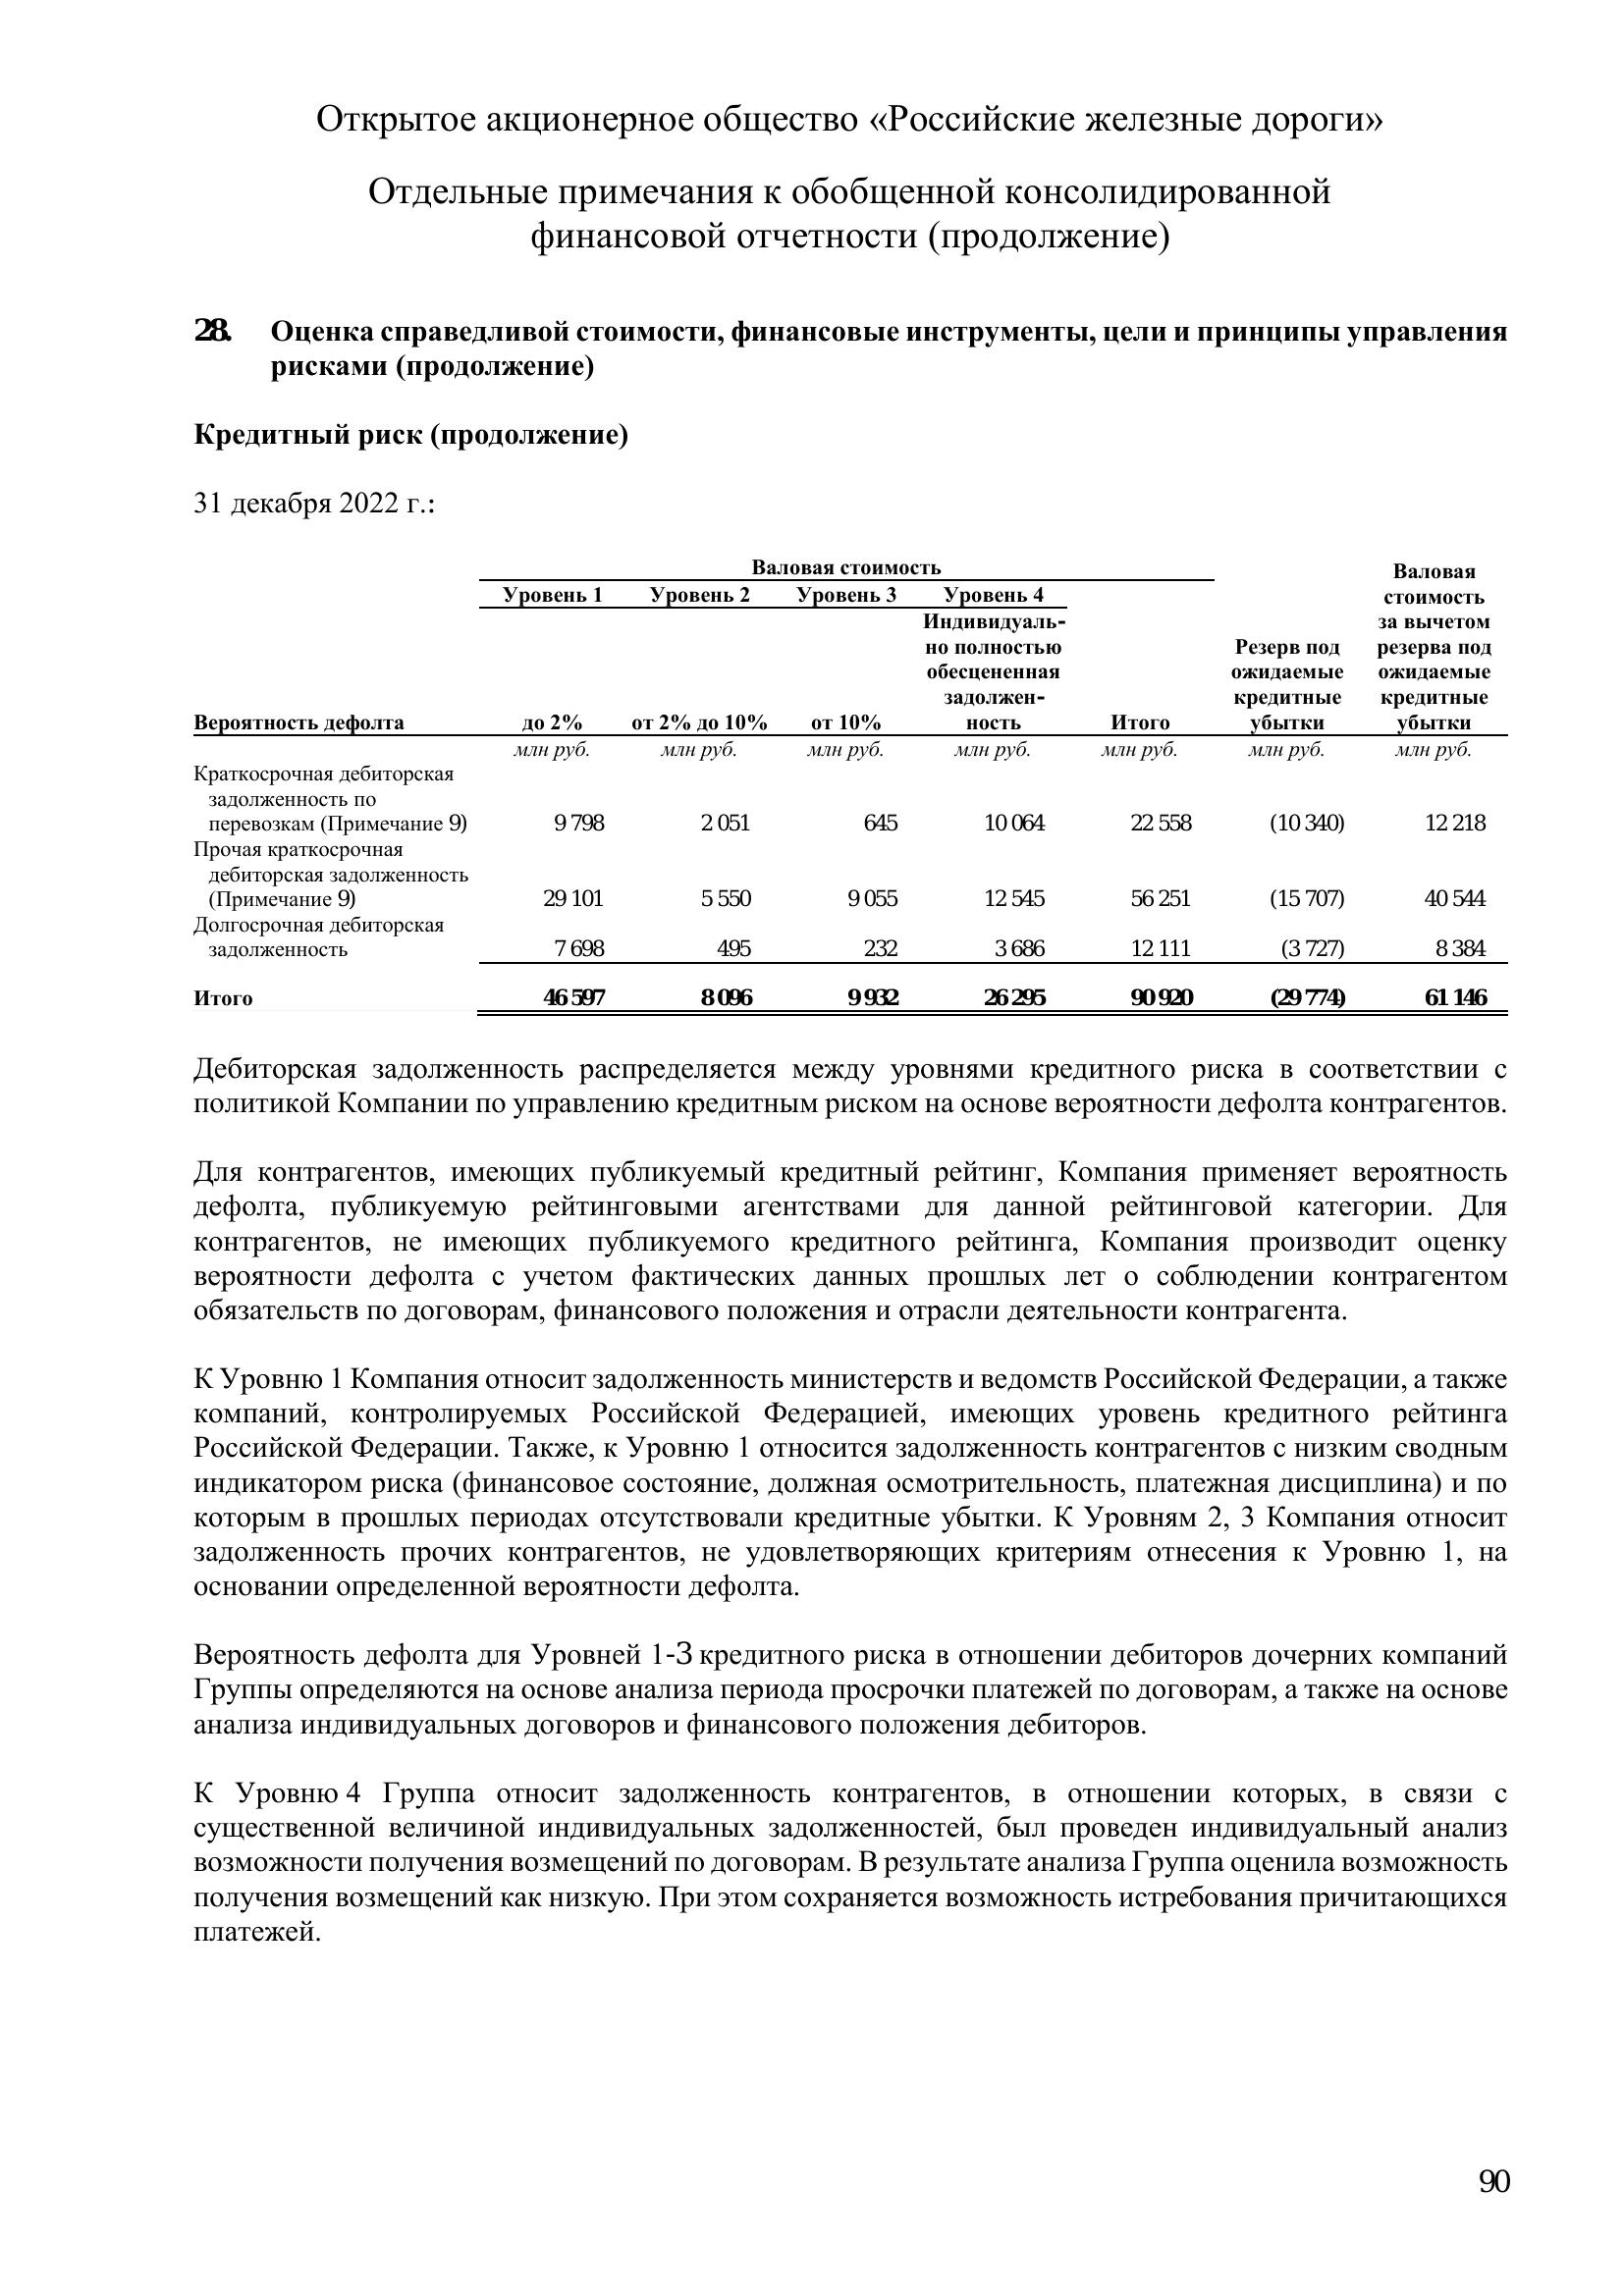 Открытое акционерное общество «Российские железные дороги»
Отдельные примечания к обобщенной консолидированной
финансовой отчетности (продолжение)
28. Оценка справедливой стоимости, финансовые инструменты, цели и принципы управления
рисками (продолжение)
Кредитный риск (продолжение)
31 декабря 2022 г.:
Валовая стоимость
Валовая
Уровень 1 Уровень 2 Уровень 3 Уровень 4 стоимость
Индивидуаль- за вычетом
но полностью Резерв под резерва под
обесцененная ожидаемые ожидаемые
задолжен- кредитные кредитные
Вероятность дефолта до 2% от 2% до 10% от 10% ность Итого убытки убытки
млн руб. млн руб. млн руб. млн руб. млн руб. млн руб. млн руб.
Краткосрочная дебиторская
задолженность по
перевозкам (Примечание 9) 9 798 2 051 645 10 064 22 558 (10 340) 12 218
Прочая краткосрочная
дебиторская задолженность
(Примечание 9) 29 101 5 550 9 055 12 545 56 251 (15 707) 40 544
Долгосрочная дебиторская
задолженность 7 698 495 232 3 686 12 111 (3 727) 8 384
Итого 46 597 8 096 9 932 26 295 90 920 (29 774) 61 146
Дебиторская задолженность распределяется между уровнями кредитного риска в соответствии с
политикой Компании по управлению кредитным риском на основе вероятности дефолта контрагентов.
Для контрагентов, имеющих публикуемый кредитный рейтинг, Компания применяет вероятность
дефолта, публикуемую рейтинговыми агентствами для данной рейтинговой категории. Для
контрагентов, не имеющих публикуемого кредитного рейтинга, Компания производит оценку
вероятности дефолта с учетом фактических данных прошлых лет о соблюдении контрагентом
обязательств по договорам, финансового положения и отрасли деятельности контрагента.
К Уровню 1 Компания относит задолженность министерств и ведомств Российской Федерации, а также
компаний, контролируемых Российской Федерацией, имеющих уровень кредитного рейтинга
Российской Федерации. Также, к Уровню 1 относится задолженность контрагентов с низким сводным
индикатором риска (финансовое состояние, должная осмотрительность, платежная дисциплина) и по
которым в прошлых периодах отсутствовали кредитные убытки. К Уровням 2, 3 Компания относит
задолженность прочих контрагентов, не удовлетворяющих критериям отнесения к Уровню 1, на
основании определенной вероятности дефолта.
Вероятность дефолта для Уровней 1-3 кредитного риска в отношении дебиторов дочерних компаний
Группы определяются на основе анализа периода просрочки платежей по договорам, а также на основе
анализа индивидуальных договоров и финансового положения дебиторов.
К Уровню 4 Группа относит задолженность контрагентов, в отношении которых, в связи с
существенной величиной индивидуальных задолженностей, был проведен индивидуальный анализ
возможности получения возмещений по договорам. В результате анализа Группа оценила возможность
получения возмещений как низкую. При этом сохраняется возможность истребования причитающихся
платежей.
90